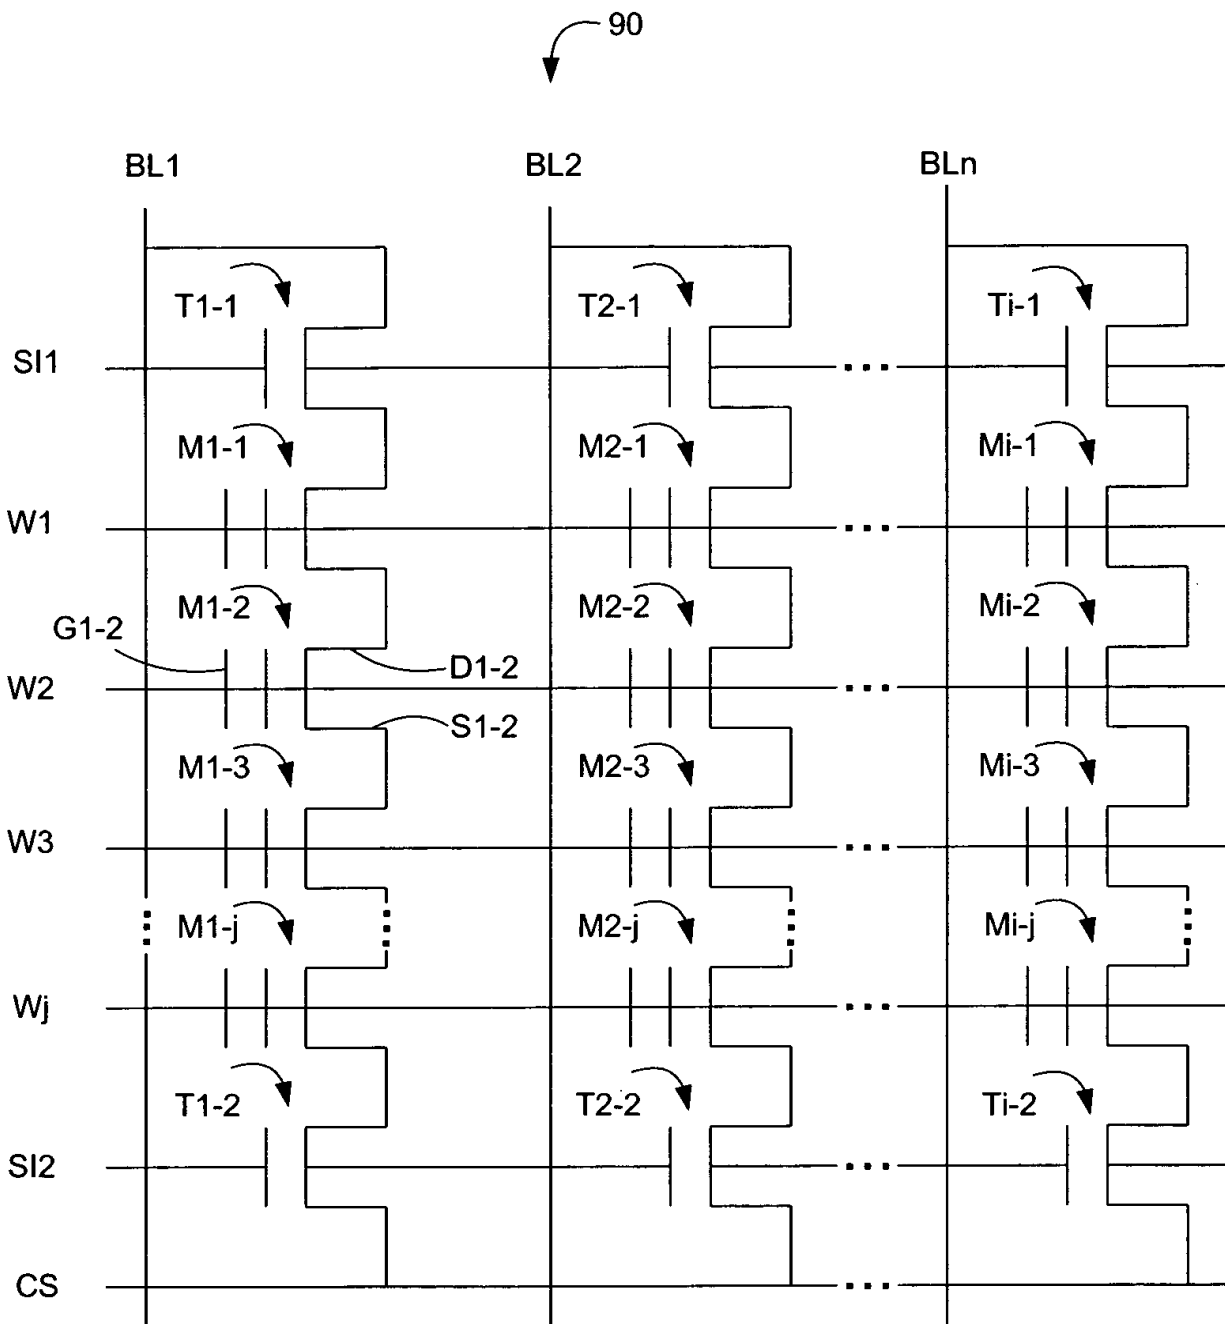 90
BL1 BL2 BLn
T1-1 T2-1 Ti-1
SI1
M1-1 M2-1 Mi-1
W1
M1-2 M2-2 Mi-2
G1-2
D1-2
W2
S1-2
M1-3 M2-3 Mi-3
W3
M1-j M2-j Mi-j
Wj
T1-2 T2-2 Ti-2
SI2
CS